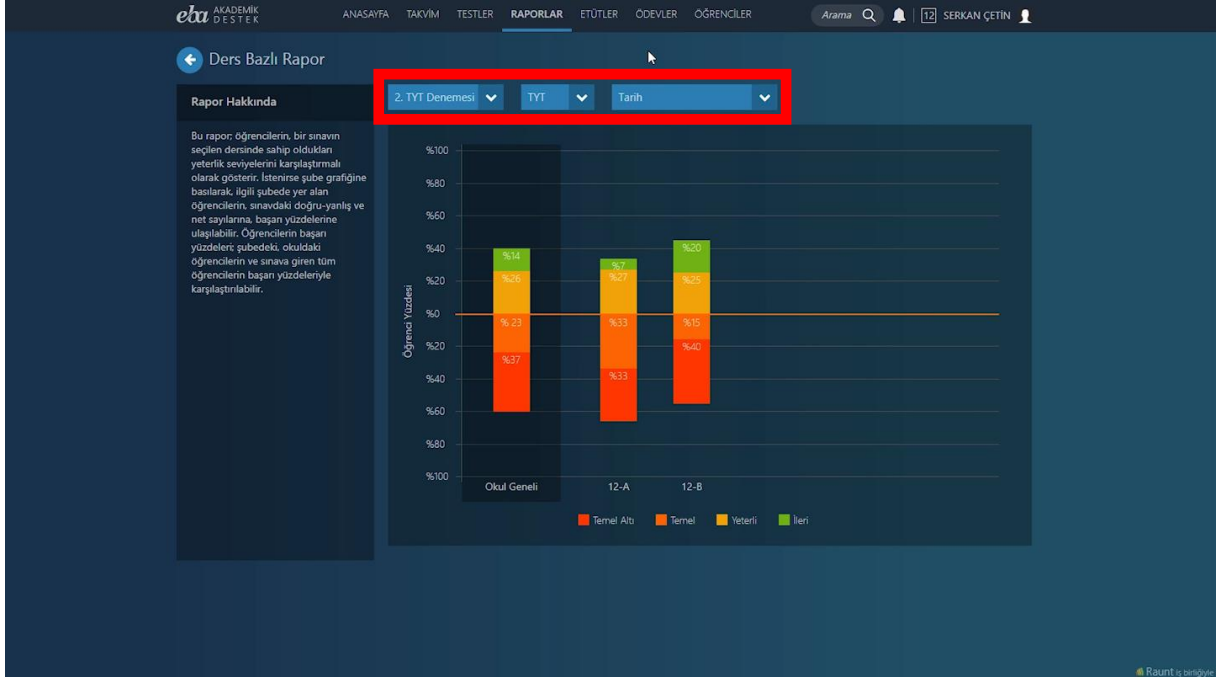 eba AKADEMİK DESTEK
ANASAYFA TAKVİM TESTLER RAPORLAR ETÜTLER ÖDEVLER ÖĞRENCİLER
Arama 12 SERKAN ÇETİN
Ders Bazlı Rapor
Rapor Hakkında
Bu rapor; öğrencilerin, bir sınavın
seçilen dersinde sahip oldukları
yeterlik seviyelerini karşılaştırmalı
olarak gösterir. İstenirse şube grafiğine
basılarak, ilgili şubede yer alan
öğrencilerin, sınavdaki doğru-yanlış ve
net sayılarına, başarı yüzdelerine
ulaşılabilir. Öğrencilerin başarı
yüzdeleri; şubedeki, okuldaki
öğrencilerin ve sınava giren tüm
öğrencilerin başarı yüzdeleriyle
karşılaştırılabilir.
2. TYT Denemesi TYT Tarih
Öğrenci Yüzdesi
%100
%80
%60
%40
%20
%0
%20
%40
%60
%80
%100
%14
%26
% 23
%37
%7
%27
%33
%33
%20
%25
%15
%40
Okul Geneli 12-A 12-B
Temel Altı Temel Yeterli İleri
Raunt iş birliğiyle